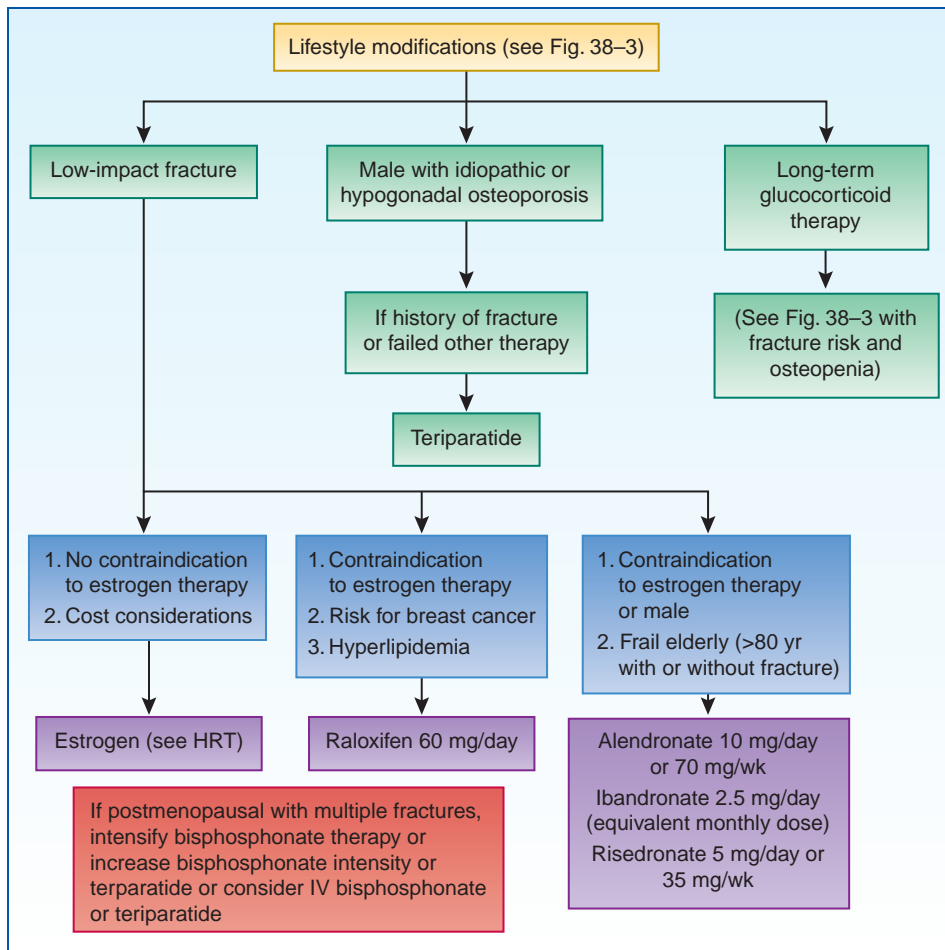 Lifestyle modifications (see Fig. 38–3)
Low-impact fracture
Male with idiopathic or
hypogonadal osteoporosis
Long-term
glucocorticoid
therapy
If history of fracture
or failed other therapy
(See Fig. 38–3 with
fracture risk and
osteopenia)
Teriparatide
1. No contraindication
to estrogen therapy
2. Cost considerations
1. Contraindication
to estrogen therapy
2. Risk for breast cancer
3. Hyperlipidemia
1. Contraindication
to estrogen therapy
or male
2. Frail elderly (>80 yr
with or without fracture)
Estrogen (see HRT)
Raloxifen 60 mg/day
Alendronate 10 mg/day
or 70 mg/wk
Ibandronate 2.5 mg/day
(equivalent monthly dose)
Risedronate 5 mg/day or
35 mg/wk
If postmenopausal with multiple fractures,
intensify bisphosphonate therapy or
increase bisphosphonate intensity or
terparatide or consider IV bisphosphonate
or teriparatide